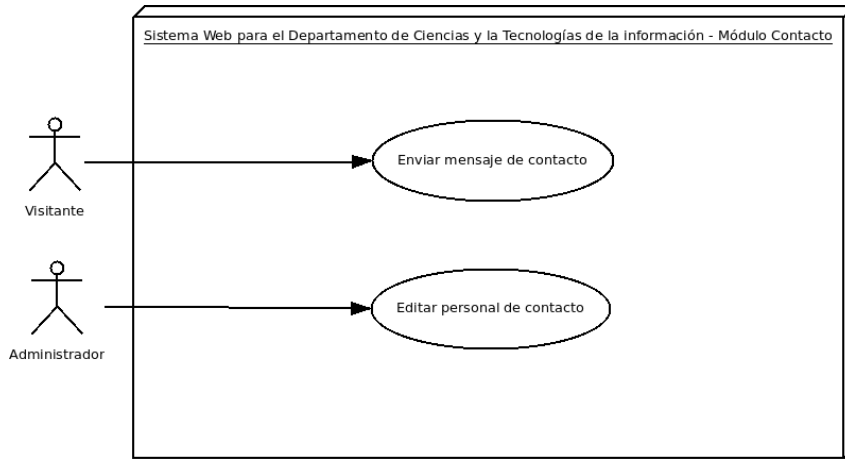 Sistema Web para el Departamento de Ciencias y la Tecnologías de la información - Módulo Contacto
Enviar mensaje de contacto
Visitante
Editar personal de contacto
Administrador